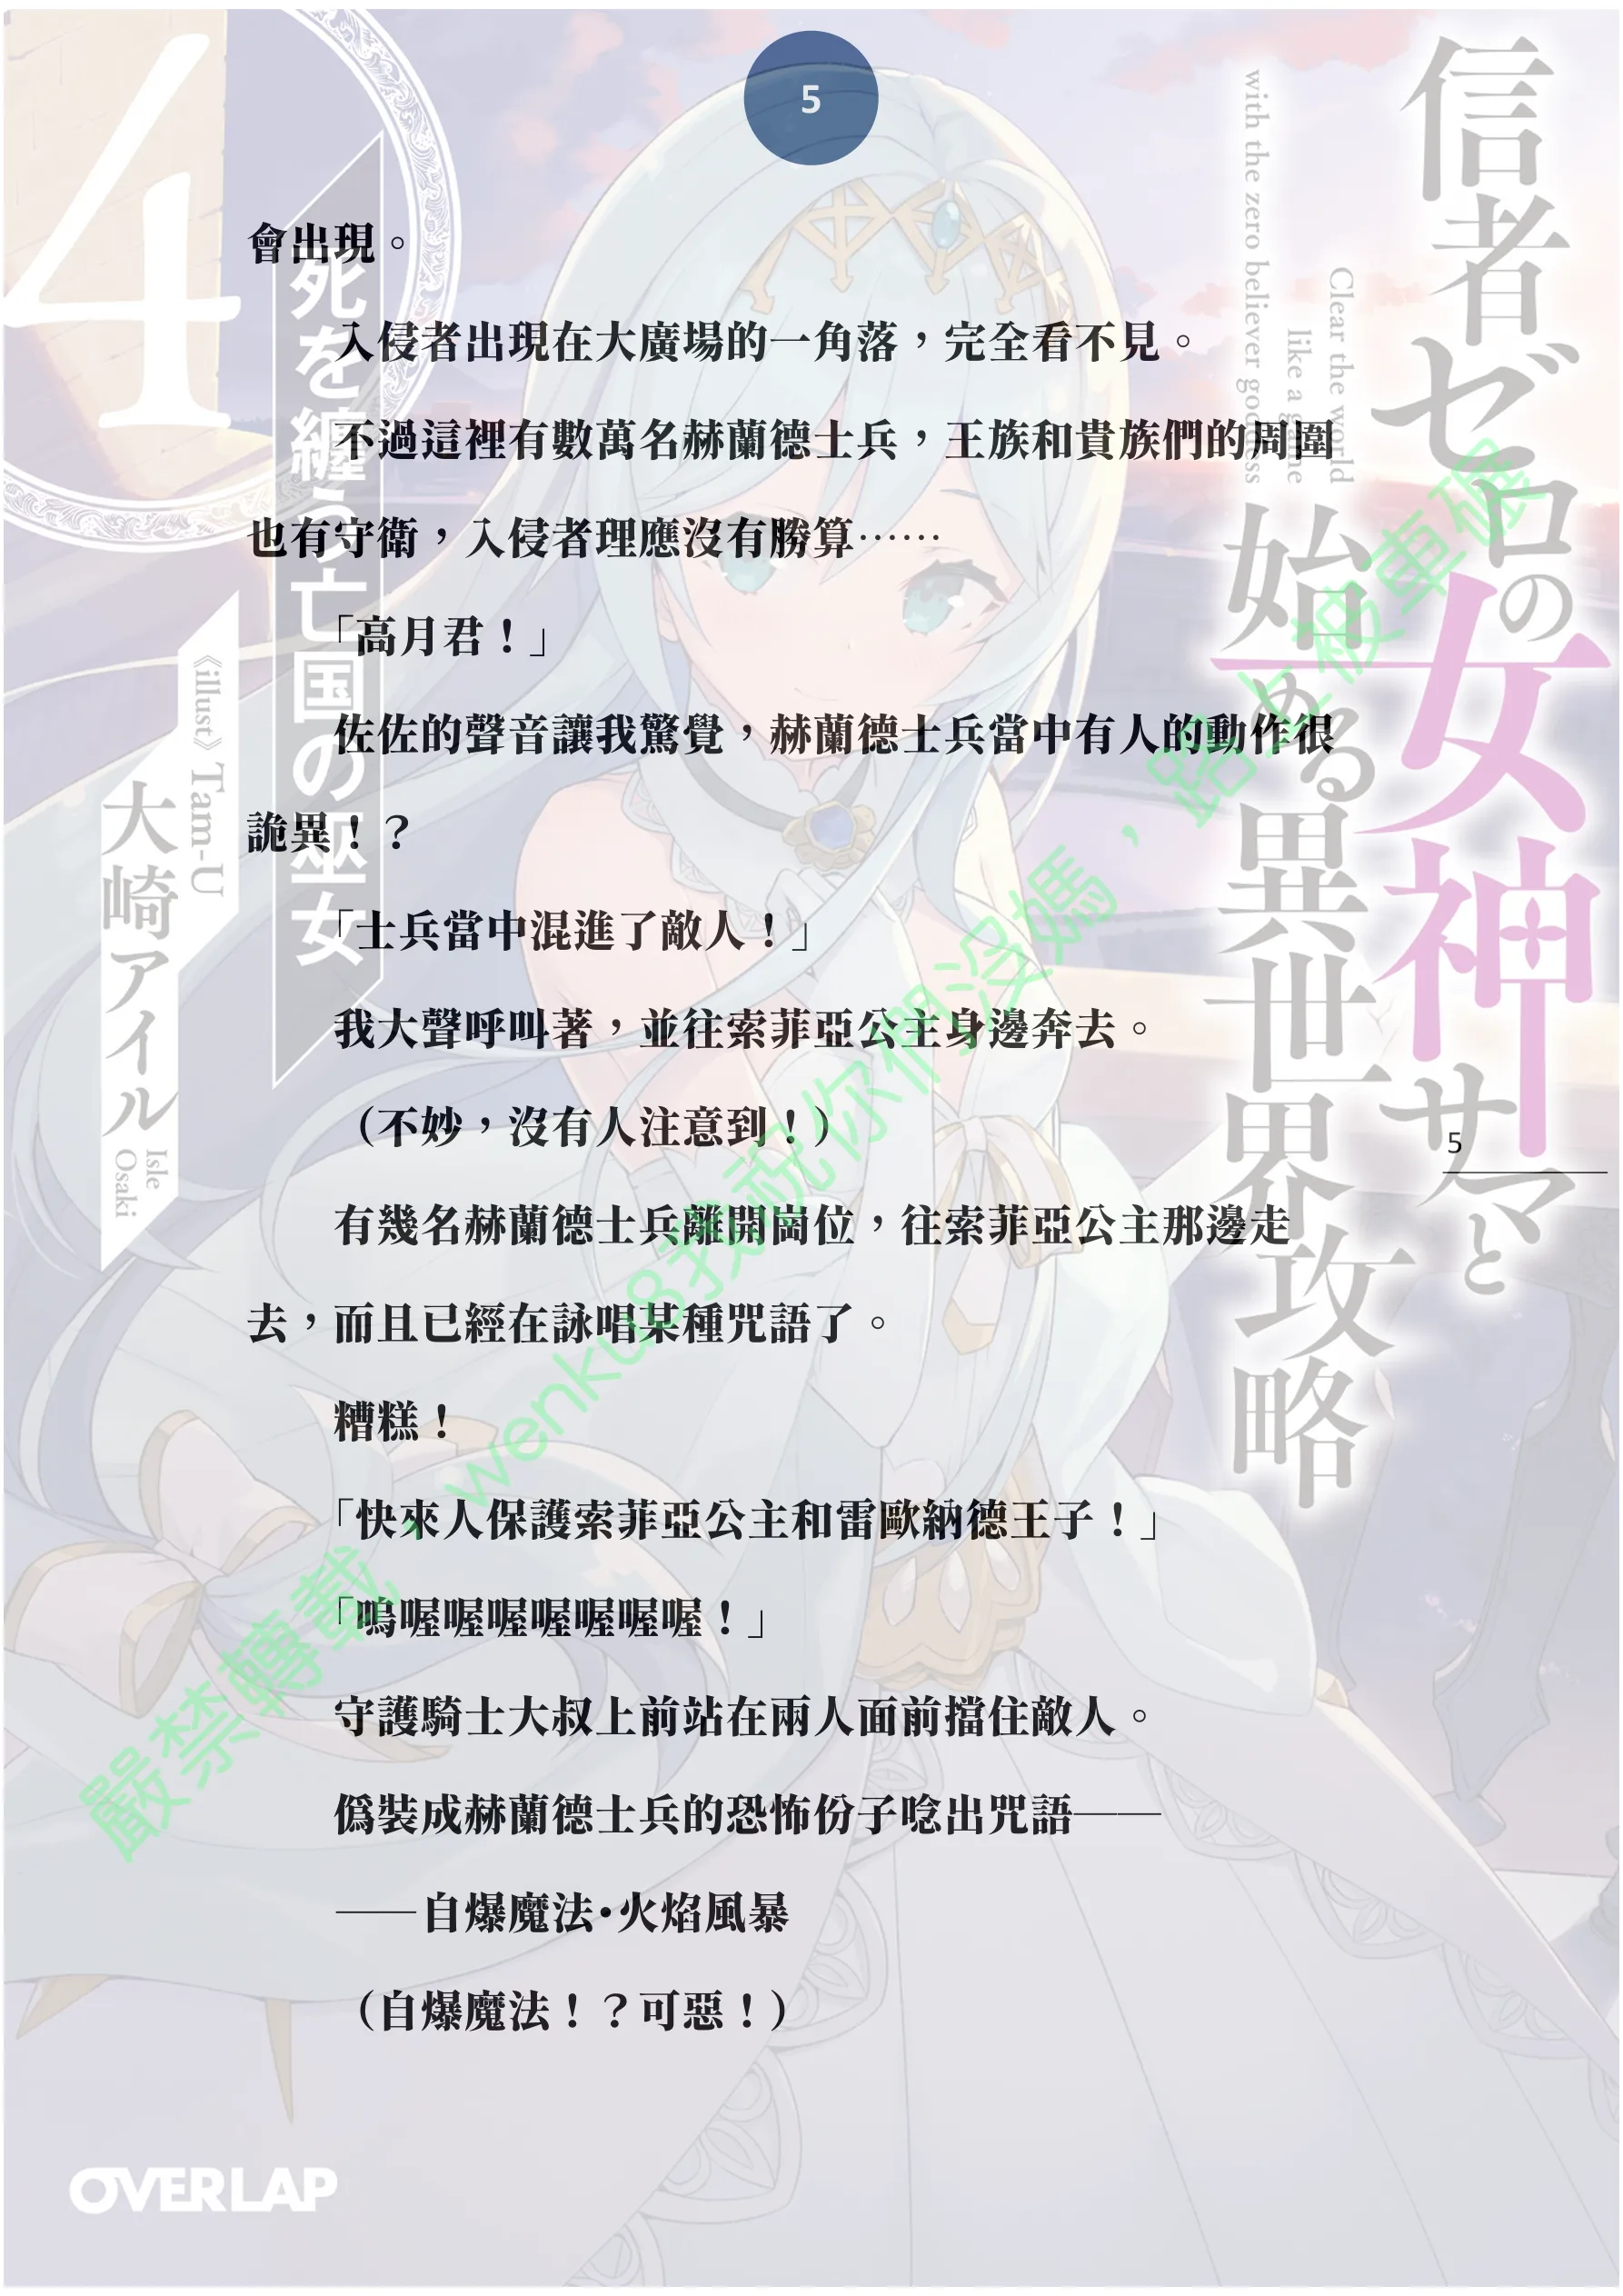 5
會出現。
入侵者出現在大廣場的一角落，完全看不見。
不過這裡有數萬名赫蘭德士兵，王族和貴族們的周圍
也有守衛，入侵者理應沒有勝算⋯⋯
「高月君！」
佐佐的聲音讓我驚覺，赫蘭德士兵當中有人的動作很
詭異！？
「士兵當中混進了敵人！」
我大聲呼叫著，並往索菲亞公主身邊奔去。
（不妙，沒有人注意到！）
有幾名赫蘭德士兵離開崗位，往索菲亞公主那邊走
去，而且已經在詠唱某種咒語了。
糟糕！
「快來人保護索菲亞公主和雷歐納德王子！」
「嗚喔喔喔喔喔喔喔！」
守護騎士大叔上前站在兩人面前擋住敵人。
偽裝成赫蘭德士兵的恐怖份子唸出咒語——
——自爆魔法•火焰風暴
（自爆魔法！？可惡！）
信者ゼロの女神サマと
始める異世界攻略
Clear the world
like a game
with the zero believer goddess
4
死を纏う亡国の巫女
《illust》Tam-U
大崎アイル
Isle
Osaki
5
嚴禁轉載，wenku8我祝你們沒媽，路上被車碾
OVERLAP